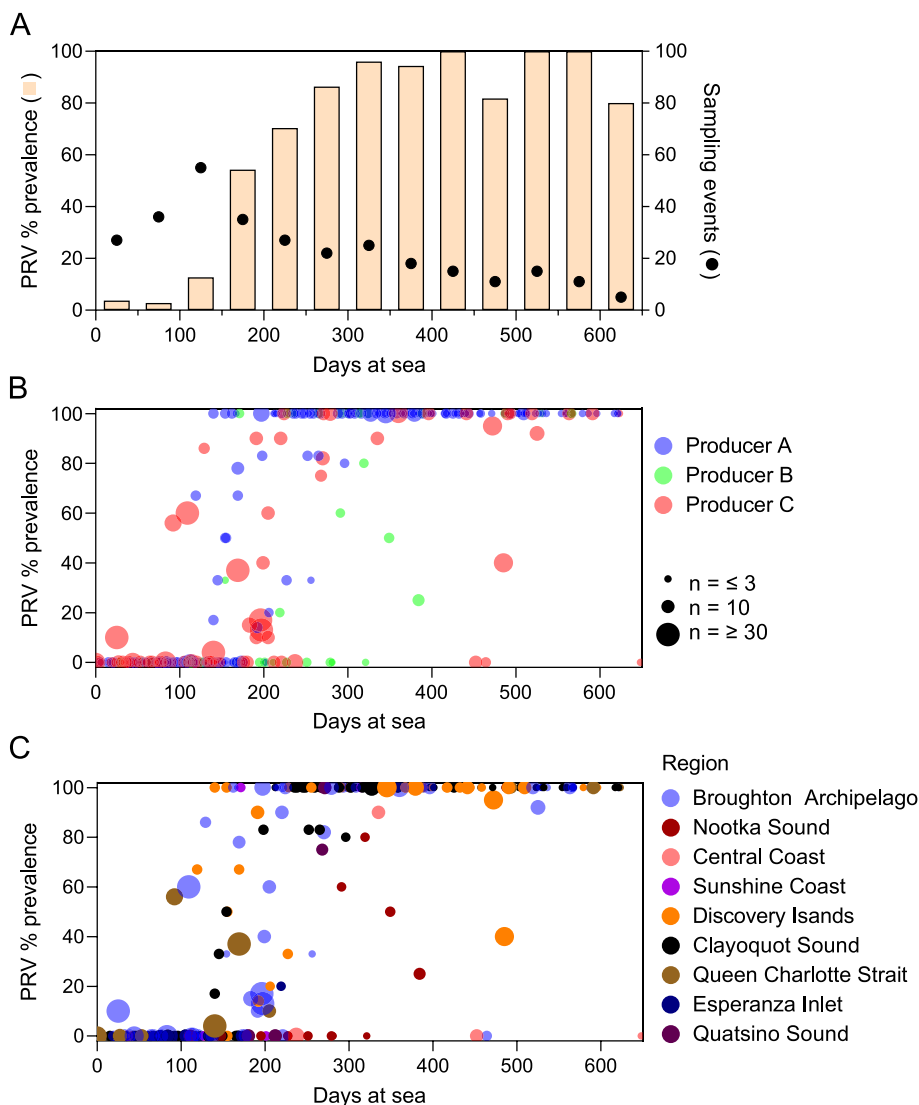 A
PRV % prevalence ( )
100
80
60
40
20
0
100
80
60
40
20
0
Sampling events ( )
0 100 200 300 400 500 600
Days at sea
B
PRV % prevalence
100
80
60
40
20
0
0 100 200 300 400 500 600
Days at sea
Producer A
Producer B
Producer C
n = ≤ 3
n = 10
n = ≥ 30
C
PRV % prevalence
100
80
60
40
20
0
0 100 200 300 400 500 600
Days at sea
Region
Broughton Archipelago
Nootka Sound
Central Coast
Sunshine Coast
Discovery Isands
Clayoquot Sound
Queen Charlotte Strait
Esperanza Inlet
Quatsino Sound